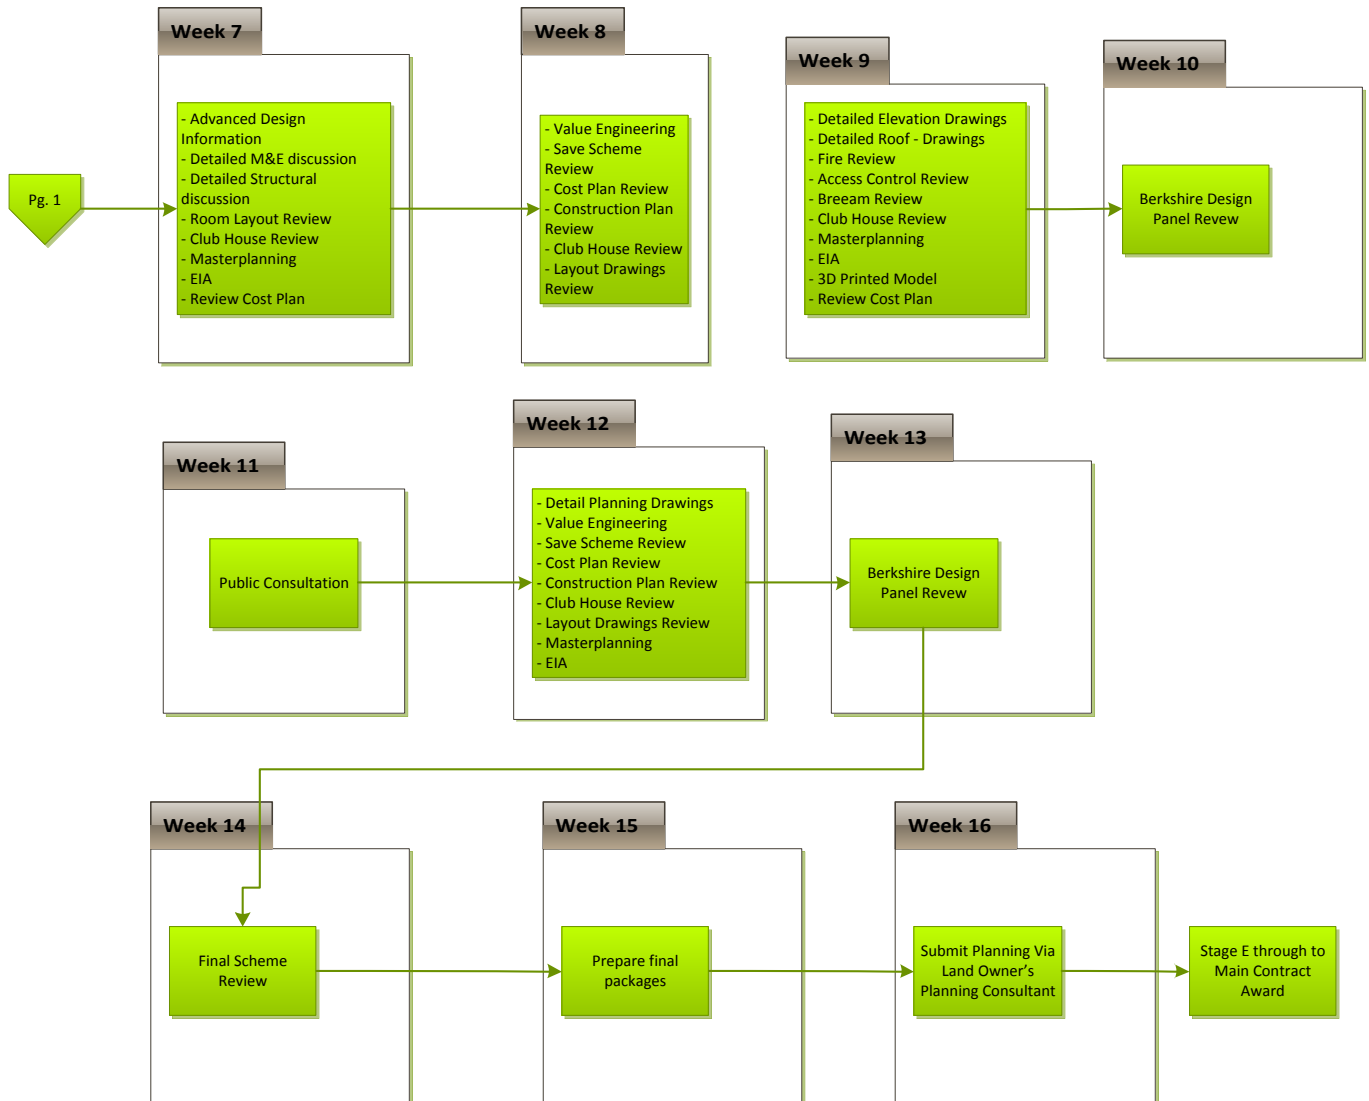 Week 7
Week 8
Week 9
Week 10
Pg. 1
- Advanced Design
Information
- Detailed M&E discussion
- Detailed Structural
discussion
- Room Layout Review
- Club House Review
- Masterplanning
- EIA
- Review Cost Plan
- Value Engineering
- Save Scheme
Review
- Cost Plan Review
- Construction Plan
Review
- Club House Review
- Layout Drawings
Review
- Detailed Elevation Drawings
- Detailed Roof - Drawings
- Fire Review
- Access Control Review
- Breeam Review
- Club House Review
- Masterplanning
- EIA
- 3D Printed Model
- Review Cost Plan
Berkshire Design
Panel Revew
Week 11
Week 12
Week 13
Public Consultation
- Detail Planning Drawings
- Value Engineering
- Save Scheme Review
- Cost Plan Review
- Construction Plan Review
- Club House Review
- Layout Drawings Review
- Masterplanning
- EIA
Berkshire Design
Panel Revew
Week 14
Week 15
Week 16
Final Scheme
Review
Prepare final
packages
Submit Planning Via
Land Owner’s
Planning Consultant
Stage E through to
Main Contract
Award